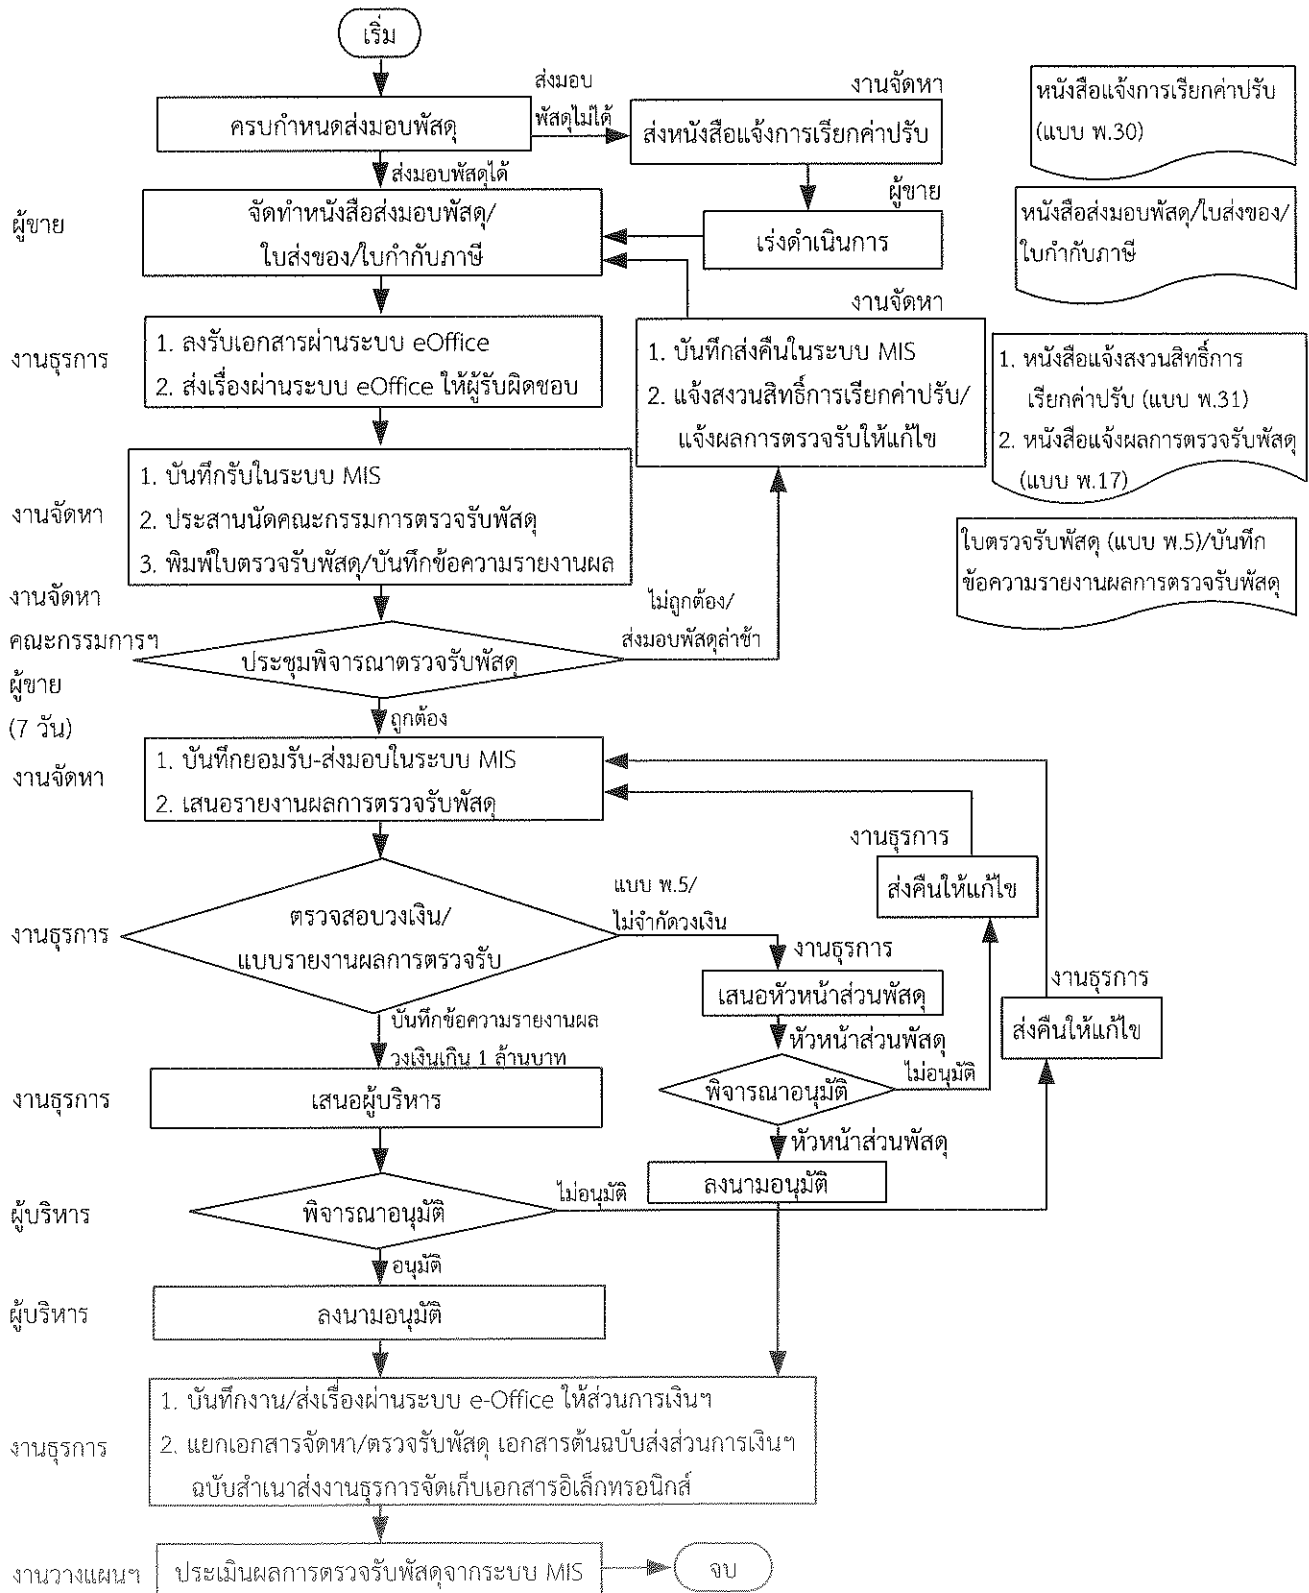 เริ่ม
ครบกำหนดส่งมอบพัสดุ
ส่งมอบ
พัสดุไม่ได้
งานจัดหา
ส่งหนังสือแจ้งการเรียกค่าปรับ
หนังสือแจ้งการเรียกค่าปรับ
(แบบ พ.30)
ส่งมอบพัสดุได้
ผู้ขาย
ผู้ขาย
จัดทำหนังสือส่งมอบพัสดุ/
ใบส่งของ/ใบกำกับภาษี
เร่งดำเนินการ
หนังสือส่งมอบพัสดุ/ใบส่งของ/
ใบกำกับภาษี
งานธุรการ
1. ลงรับเอกสารผ่านระบบ eOffice
2. ส่งเรื่องผ่านระบบ eOffice ให้ผู้รับผิดชอบ
งานจัดหา
1. บันทึกส่งคืนในระบบ MIS
2. แจ้งสงวนสิทธิ์การเรียกค่าปรับ/
แจ้งผลการตรวจรับให้แก้ไข
1. หนังสือแจ้งสงวนสิทธิ์การ
เรียกค่าปรับ (แบบ พ.31)
2. หนังสือแจ้งผลการตรวจรับพัสดุ
(แบบ พ.17)
งานจัดหา
1. บันทึกรับในระบบ MIS
2. ประสานนัดคณะกรรมการตรวจรับพัสดุ
3. พิมพ์ใบตรวจรับพัสดุ/บันทึกข้อความรายงานผล
ใบตรวจรับพัสดุ (แบบ พ.5)/บันทึก
ข้อความรายงานผลการตรวจรับพัสดุ
งานจัดหา
คณะกรรมการฯ
ผู้ขาย
(7 วัน)
ประชุมพิจารณาตรวจรับพัสดุ
ไม่ถูกต้อง/
ส่งมอบพัสดุล่าช้า
ถูกต้อง
งานจัดหา
1. บันทึกยอมรับ-ส่งมอบในระบบ MIS
2. เสนอรายงานผลการตรวจรับพัสดุ
งานธุรการ
ส่งคืนให้แก้ไข
งานธุรการ
ตรวจสอบวงเงิน/
แบบรายงานผลการตรวจรับ
แบบ พ.5/
ไม่จำกัดวงเงิน
งานธุรการ
เสนอหัวหน้าส่วนพัสดุ
งานธุรการ
ส่งคืนให้แก้ไข
บันทึกข้อความรายงานผล
วงเงินเกิน 1 ล้านบาท
หัวหน้าส่วนพัสดุ
พิจารณาอนุมัติ
ไม่อนุมัติ
งานธุรการ
เสนอผู้บริหาร
หัวหน้าส่วนพัสดุ
ลงนามอนุมัติ
ผู้บริหาร
พิจารณาอนุมัติ
ไม่อนุมัติ
อนุมัติ
ผู้บริหาร
ลงนามอนุมัติ
งานธุรการ
1. บันทึกงาน/ส่งเรื่องผ่านระบบ e-Office ให้ส่วนการเงินฯ
2. แยกเอกสารจัดหา/ตรวจรับพัสดุ เอกสารต้นฉบับส่งส่วนการเงินฯ
ฉบับสำเนาส่งงานธุรการจัดเก็บเอกสารอิเล็กทรอนิกส์
งานวางแผนฯ
ประเมินผลการตรวจรับพัสดุจากระบบ MIS
จบ